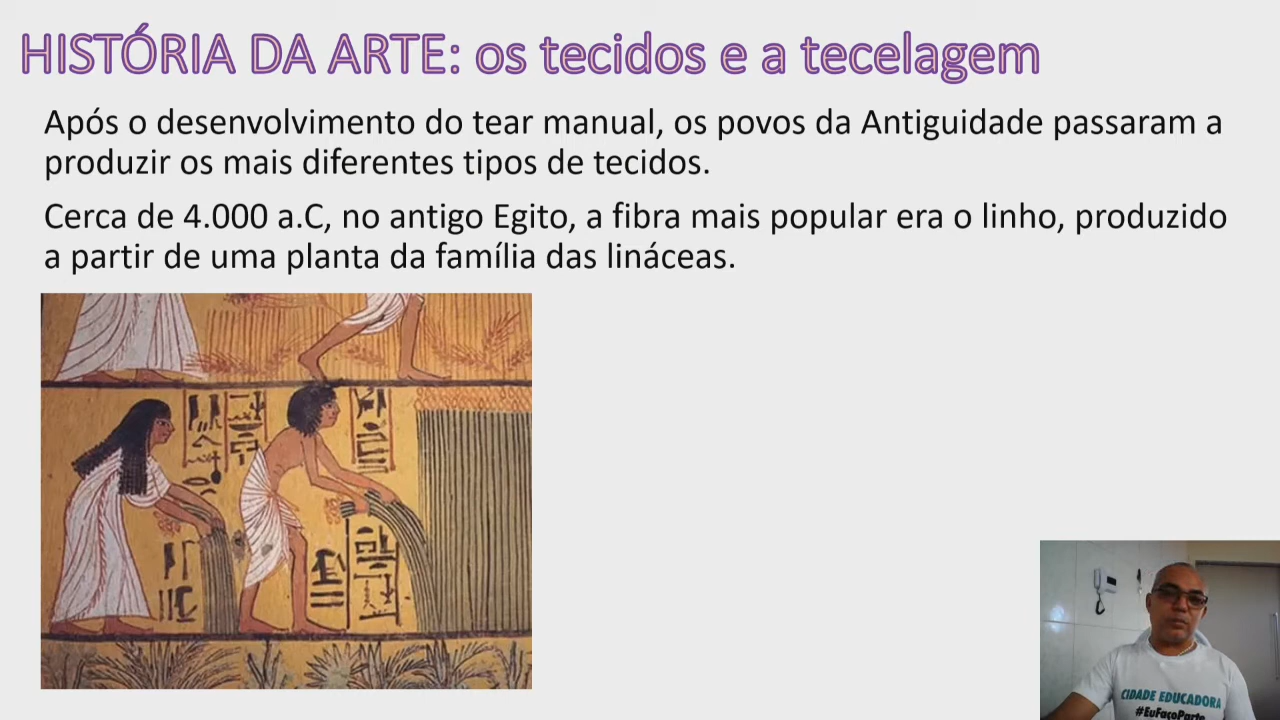 HISTÓRIA DA ARTE: os tecidos e a tecelagem
Após o desenvolvimento do tear manual, os povos da Antiguidade passaram a
produzir os mais diferentes tipos de tecidos.
Cerca de 4.000 a.C, no antigo Egito, a fibra mais popular era o linho, produzido
a partir de uma planta da família das lináceas.
CIDADE EDUCADORA
#EuFaçoParte